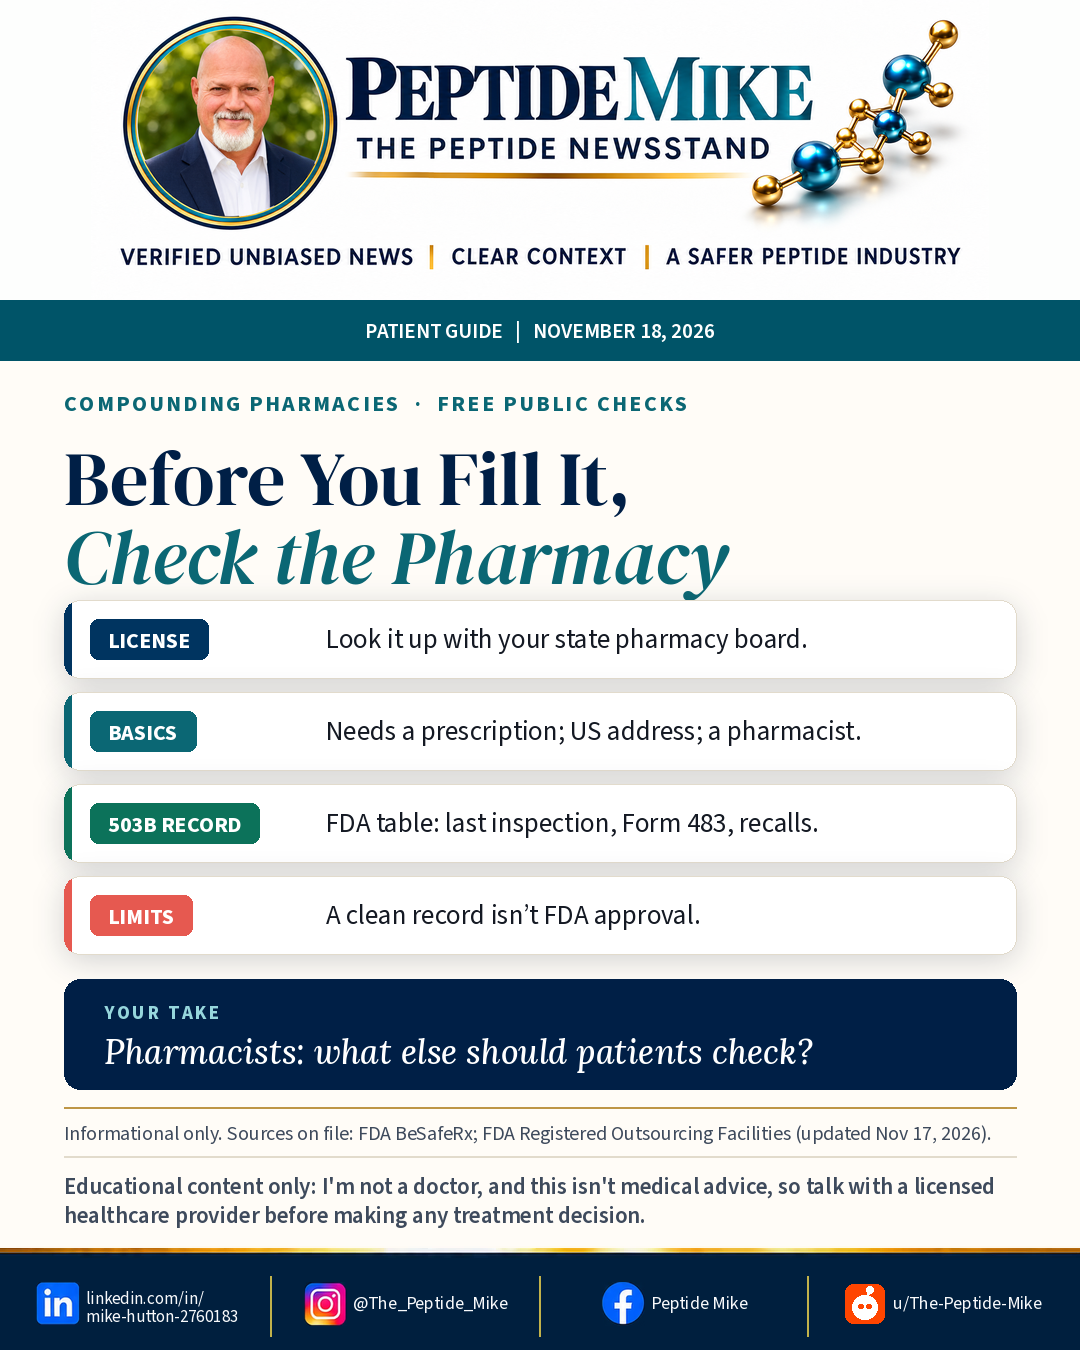 PEPTIDEMIKE
THE PEPTIDE NEWSSTAND
VERIFIED UNBIASED NEWS | CLEAR CONTEXT | A SAFER PEPTIDE INDUSTRY
PATIENT GUIDE | NOVEMBER 18, 2026
COMPOUNDING PHARMACIES · FREE PUBLIC CHECKS
Before You Fill It,
Check the Pharmacy
LICENSE Look it up with your state pharmacy board.
BASICS Needs a prescription; US address; a pharmacist.
503B RECORD FDA table: last inspection, Form 483, recalls.
LIMITS A clean record isn’t FDA approval.
YOUR TAKE
Pharmacists: what else should patients check?
Informational only. Sources on file: FDA BeSafeRx; FDA Registered Outsourcing Facilities (updated Nov 17, 2026).
Educational content only: I'm not a doctor, and this isn't medical advice, so talk with a licensed
healthcare provider before making any treatment decision.
linkedin.com/in/
mike-hutton-2760183
@The_Peptide_Mike
Peptide Mike
u/The-Peptide-Mike